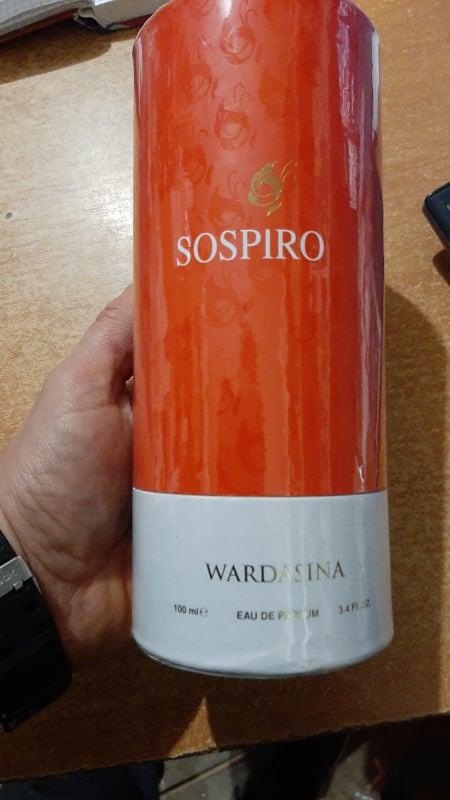 SOSPIRO
WARDASINA
100 ml℮ EAU DE PARFUM 3.4 FL.OZ.